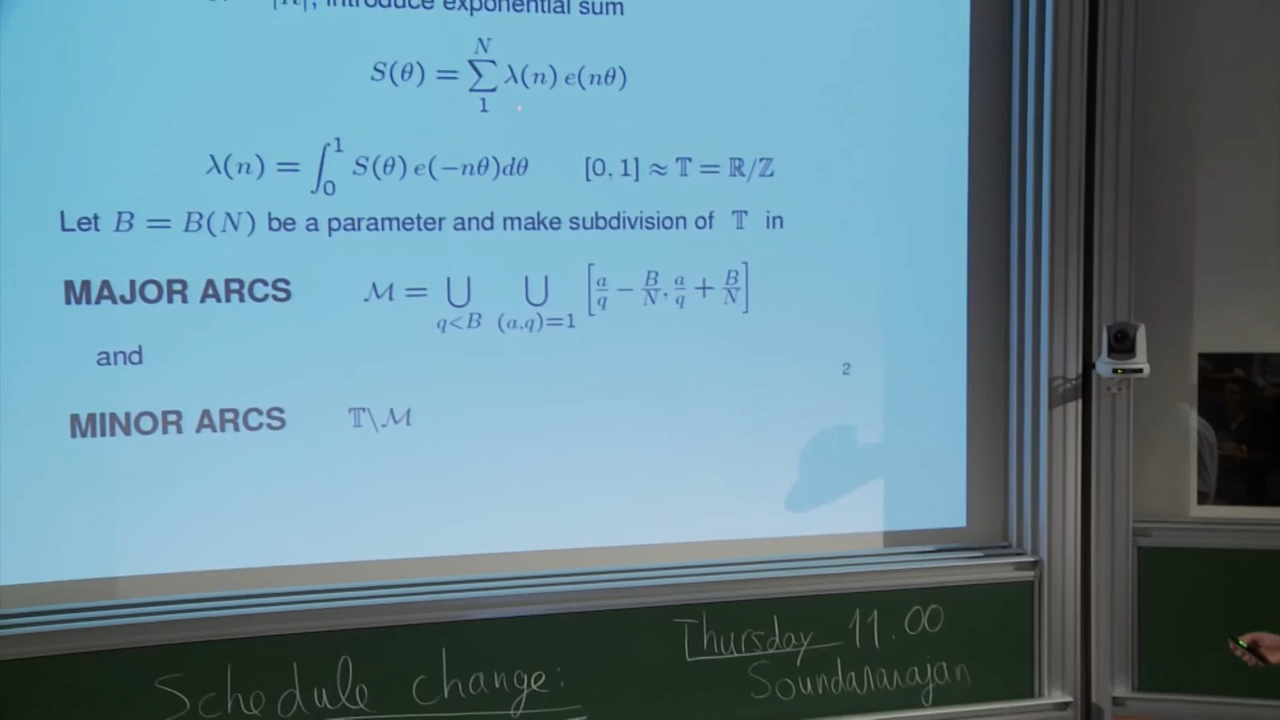 introduce exponential sum
S(θ) = ∑_1^N λ(n) e(nθ)
λ(n) = ∫_0^1 S(θ) e(−nθ)dθ [0, 1] ≈ 𝕋 = ℝ/ℤ
Let B = B(N) be a parameter and make subdivision of 𝕋 in
MAJOR ARCS ℳ = ⋃_{q<B} ⋃_{(a,q)=1} [a/q − B/N, a/q + B/N]
and
2
MINOR ARCS 𝕋\ℳ
Schedule change:
Thursday 11.00
Soundararajan